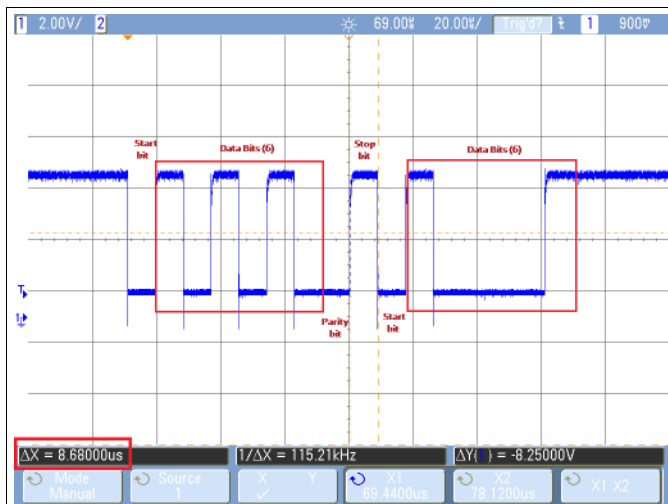 1 2.00V/ 2 69.00% 20.00%/ Trig'd? 1 900
Start
bit
Data Bits (6)
Stop
bit
Data Bits (6)
T
Parity
bit
Start
bit
ΔX = 8.68000us 1/ΔX = 115.21kHz ΔY(1) = -8.25000V
Mode
Manual
Source
1
X Y
X1
69.4400us
X2
78.1200us
X1 X2